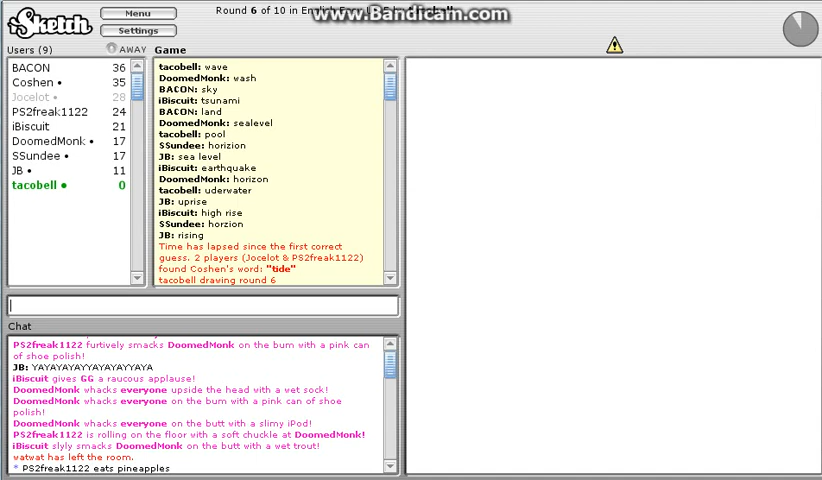 iSketch
Menu
Settings
Round 6 of 10 in English
www.Bandicam.com
Users (9)
AWAY
Game
BACON 36
Coshen • 35
Jocelot • 28
PS2freak1122 24
iBiscuit 21
DoomedMonk • 17
SSundee • 17
JB • 11
tacobell • 0
tacobell: wave
DoomedMonk: wash
BACON: sky
iBiscuit: tsunami
BACON: land
DoomedMonk: sealevel
tacobell: pool
SSundee: horizion
JB: sea level
iBiscuit: earthquake
DoomedMonk: horizon
tacobell: uderwater
JB: uprise
iBiscuit: high rise
SSundee: horzion
JB: rising
Time has lapsed since the first correct
guess. 2 players (Jocelot & PS2freak1122)
found Coshen's word: "tide"
tacobell drawing round 6
Chat
PS2freak1122 furtively smacks DoomedMonk on the bum with a pink can
of shoe polish!
JB: YAYAYAYAYYAYAYAYYAYA
iBiscuit gives GG a raucous applause!
DoomedMonk whacks everyone upside the head with a wet sock!
DoomedMonk whacks everyone on the bum with a pink can of shoe
polish!
DoomedMonk whacks everyone on the butt with a slimy iPod!
PS2freak1122 is rolling on the floor with a soft chuckle at DoomedMonk!
iBiscuit slyly smacks DoomedMonk on the butt with a wet trout!
watwat has left the room.
* PS2freak1122 eats pineapples